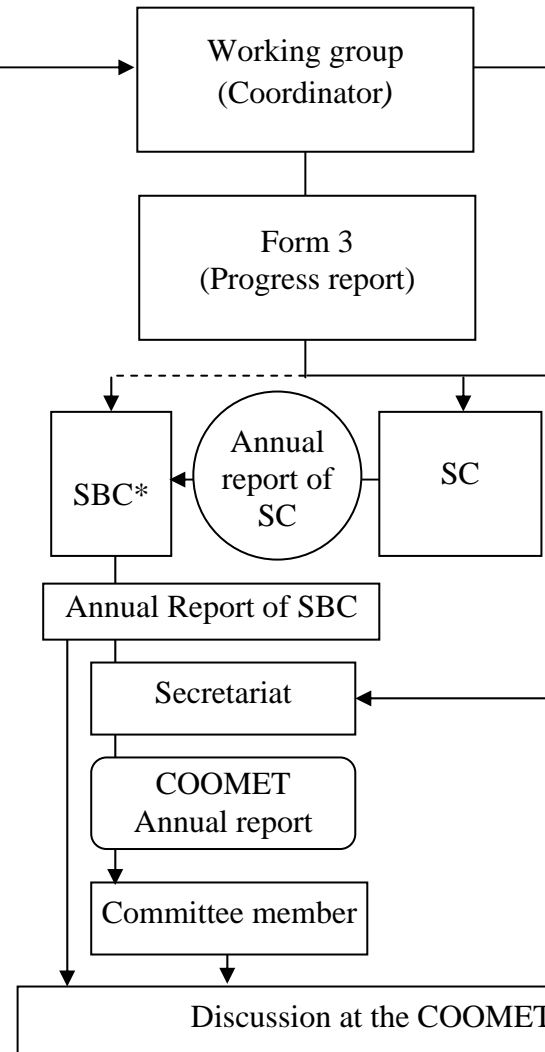 Working group
(Coordinator)
Form 3
(Progress report)
SBC*
Annual
report of
SC
SC
Annual Report of SBC
Secretariat
COOMET
Annual report
Committee member
Discussion at the COOMET